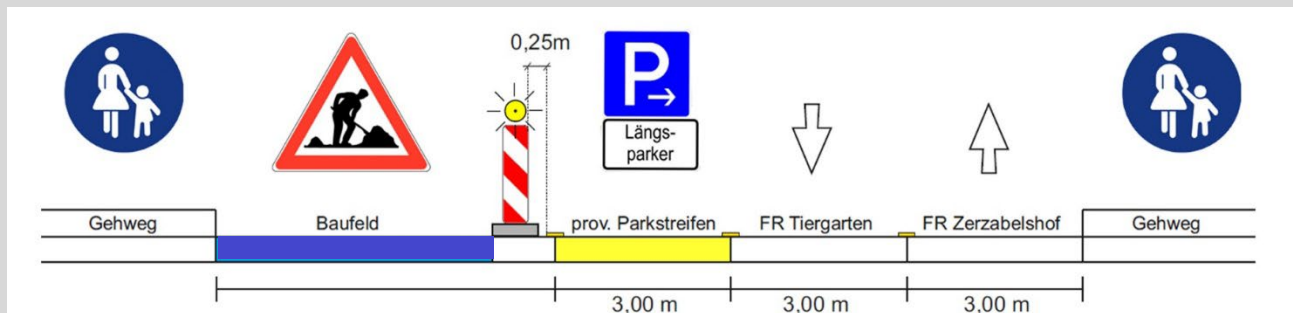 0,25m
P
Längs-
parker
Gehweg
Baufeld
prov. Parkstreifen
FR Tiergarten
FR Zerzabelshof
Gehweg
3,00 m
3,00 m
3,00 m